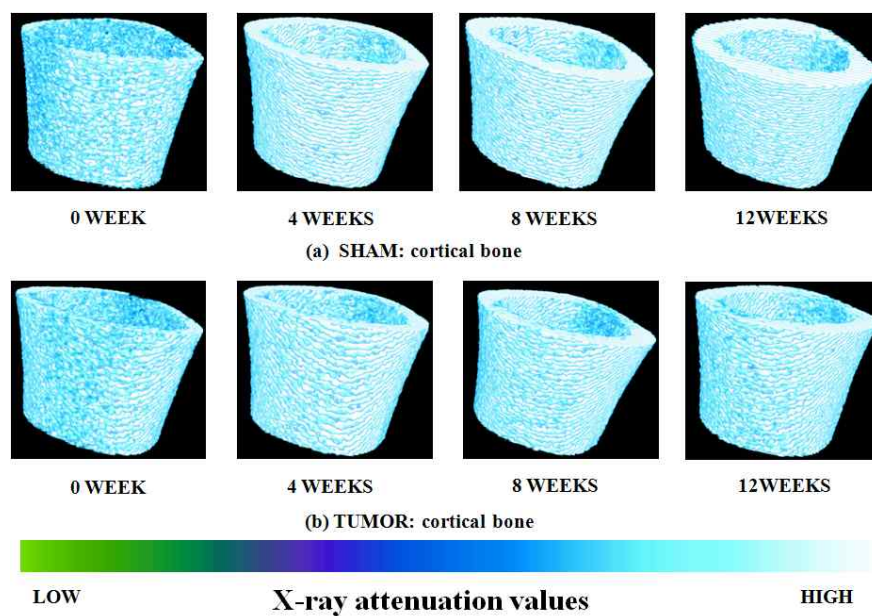 0 WEEK 4 WEEKS 8 WEEKS 12WEEKS
(a) SHAM: cortical bone
0 WEEK 4 WEEKS 8 WEEKS 12WEEKS
(b) TUMOR: cortical bone
LOW X-ray attenuation values HIGH